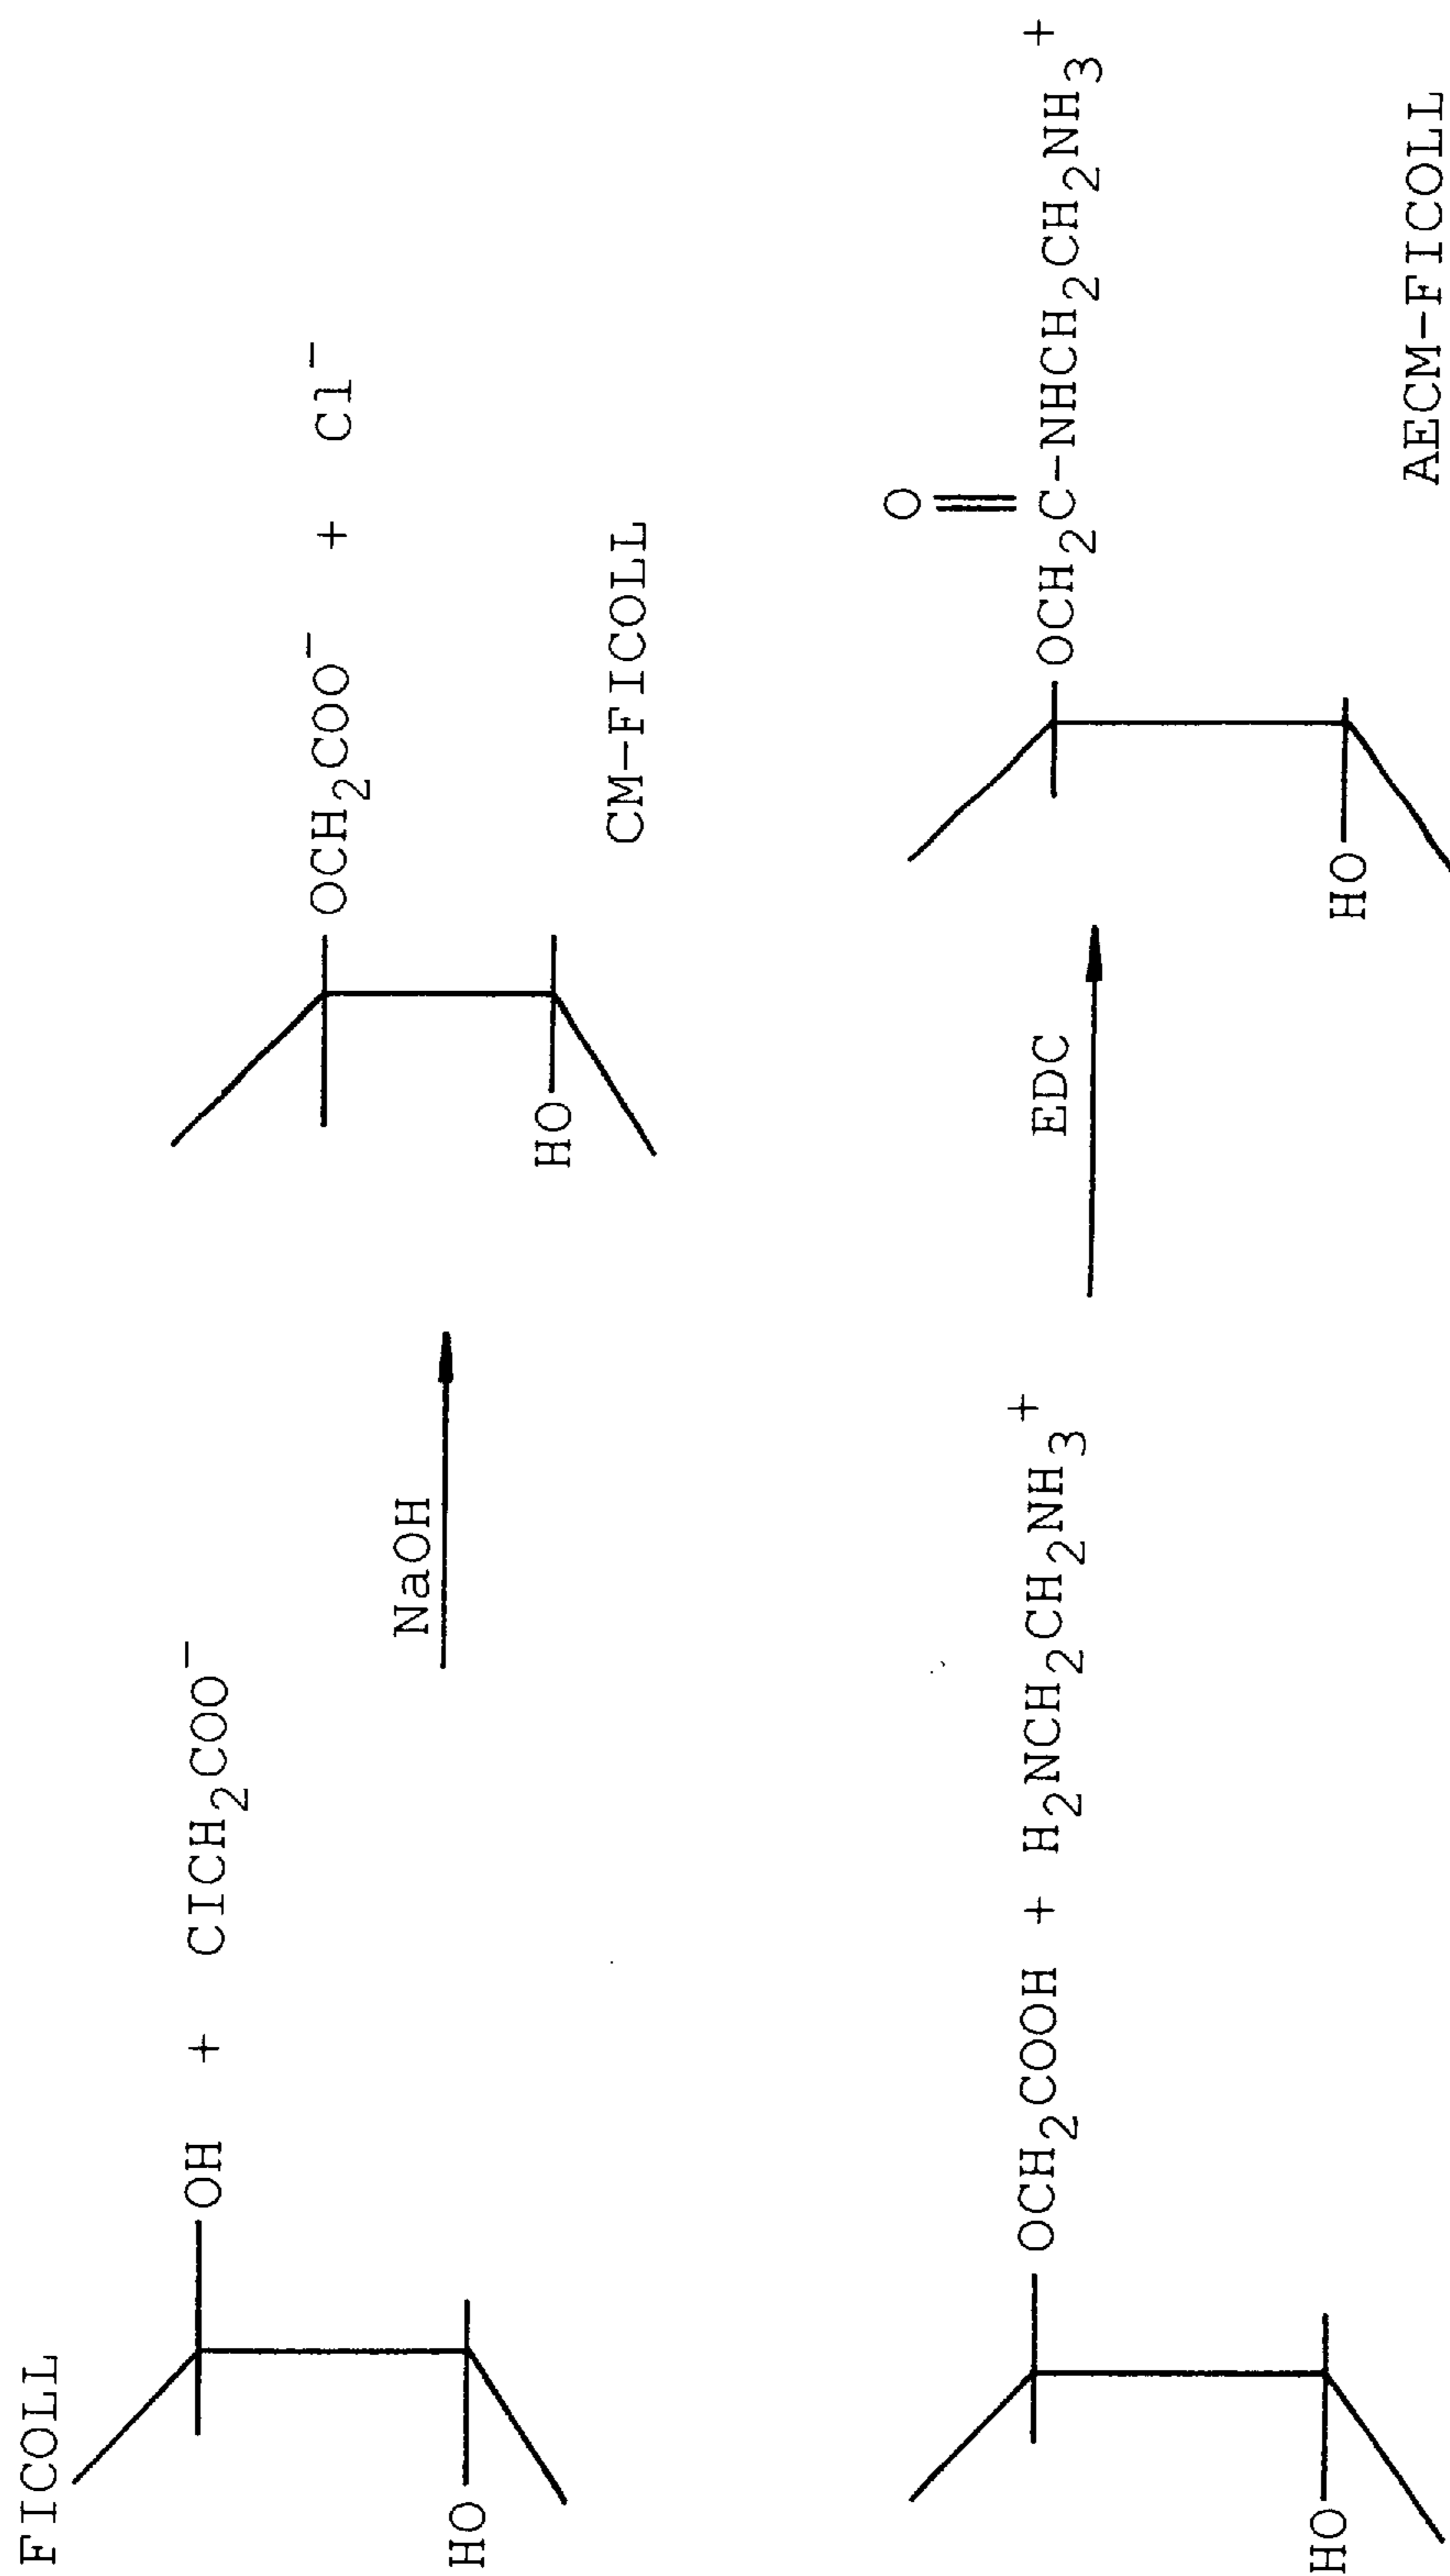 FICOLL
OH + ClCH₂COO⁻
HO
NaOH
OCH₂COO⁻ + Cl⁻
HO
CM-FICOLL
OCH₂COOH + H₂NCH₂CH₂NH₃⁺
HO
EDC
O
OCH₂C-NHCH₂CH₂NH₃⁺
HO
AECM-FICOLL